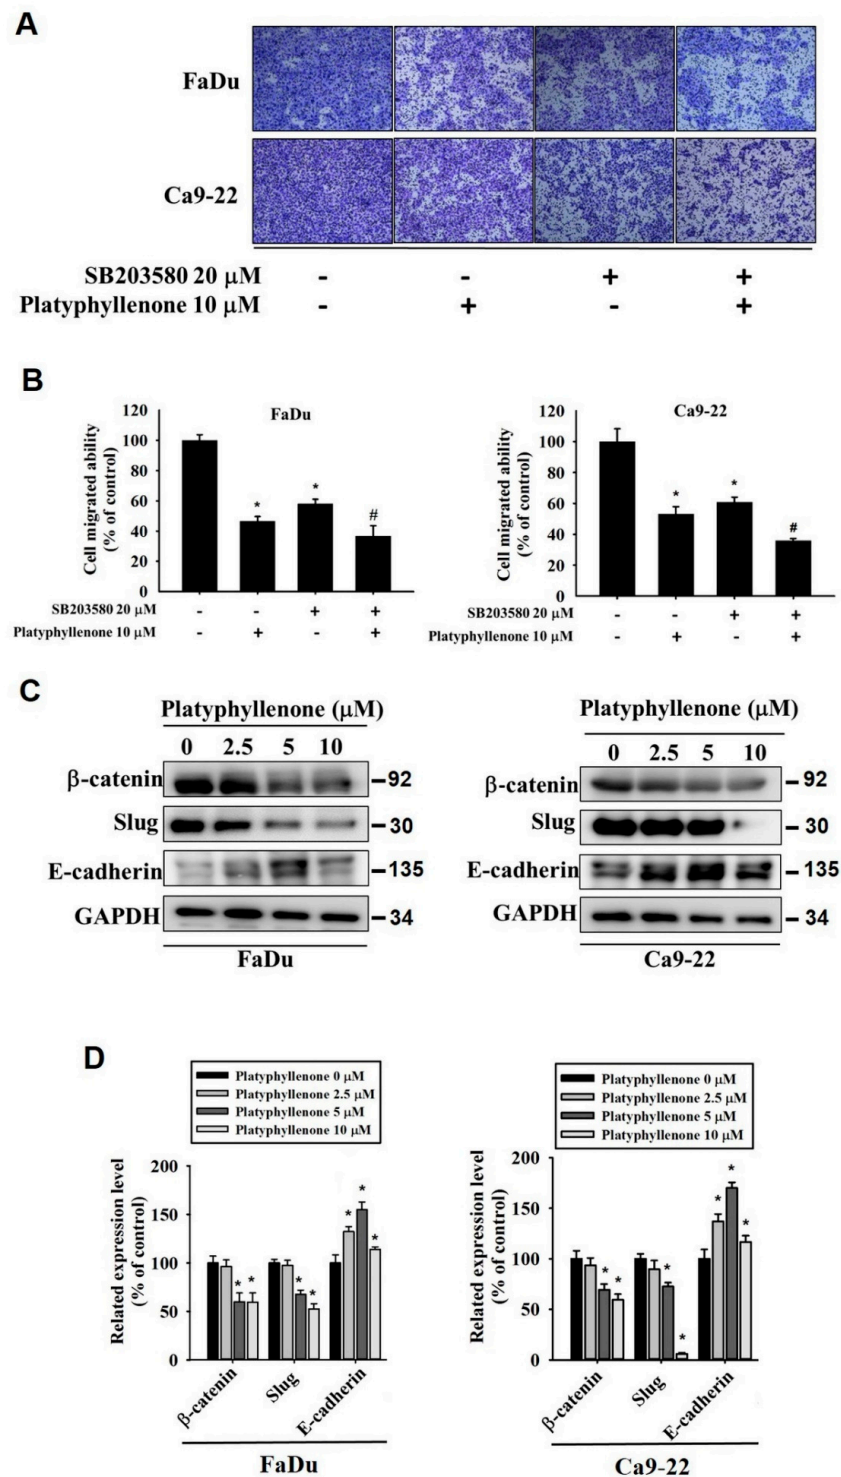 A
FaDu
Ca9-22
SB203580 20 μM - - + +
Platyphyllenone 10 μM - + - +
B
FaDu
Cell migrated ability
(% of control)
120
100
80
60
40
20
0
* * #
SB203580 20 μM - - + +
Platyphyllenone 10 μM - + - +
Ca9-22
Cell migrated ability
(% of control)
120
100
80
60
40
20
0
* * #
SB203580 20 μM - - + +
Platyphyllenone 10 μM - + - +
C
Platyphyllenone (μM)
0 2.5 5 10
β-catenin 92
Slug 30
E-cadherin 135
GAPDH 34
FaDu
Platyphyllenone (μM)
0 2.5 5 10
β-catenin 92
Slug 30
E-cadherin 135
GAPDH 34
Ca9-22
D
Platyphyllenone 0 μM
Platyphyllenone 2.5 μM
Platyphyllenone 5 μM
Platyphyllenone 10 μM
Related expression level
(% of control)
200
150
100
50
0
* * * * * * *
β-catenin Slug E-cadherin
FaDu
Platyphyllenone 0 μM
Platyphyllenone 2.5 μM
Platyphyllenone 5 μM
Platyphyllenone 10 μM
Related expression level
(% of control)
200
150
100
50
0
* * * * * * *
β-catenin Slug E-cadherin
Ca9-22